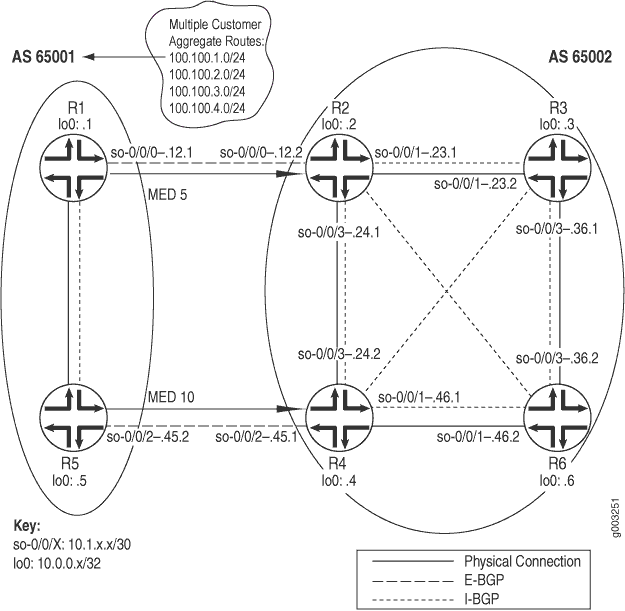 Multiple Customer
Aggregate Routes:
100.100.1.0/24
100.100.2.0/24
100.100.3.0/24
100.100.4.0/24
AS 65001
AS 65002
R1
lo0: .1
R2
lo0: .2
R3
lo0: .3
so-0/0/0–.12.1
so-0/0/0–.12.2
so-0/0/1–.23.1
so-0/0/1–.23.2
MED 5
so-0/0/3–.24.1
so-0/0/3–.36.1
so-0/0/3–.24.2
so-0/0/3–.36.2
MED 10
so-0/0/1–.46.1
so-0/0/2–.45.2
so-0/0/2–.45.1
so-0/0/1–.46.2
R5
lo0: .5
R4
lo0: .4
R6
lo0: .6
Key:
so-0/0/X: 10.1.x.x/30
lo0: 10.0.0.x/32
Physical Connection
E-BGP
I-BGP
g003251